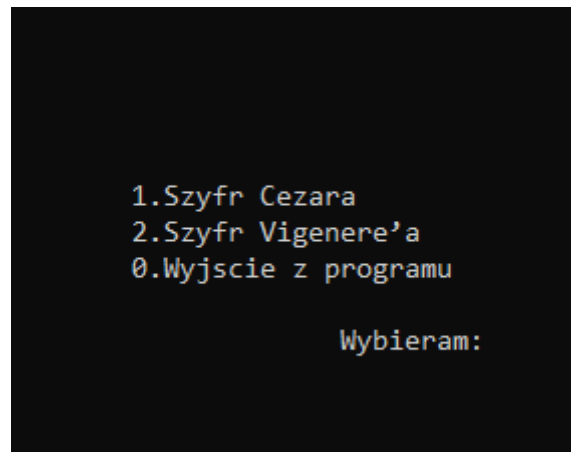 1.Szyfr Cezara
2.Szyfr Vigenere’a
0.Wyjscie z programu
Wybieram: